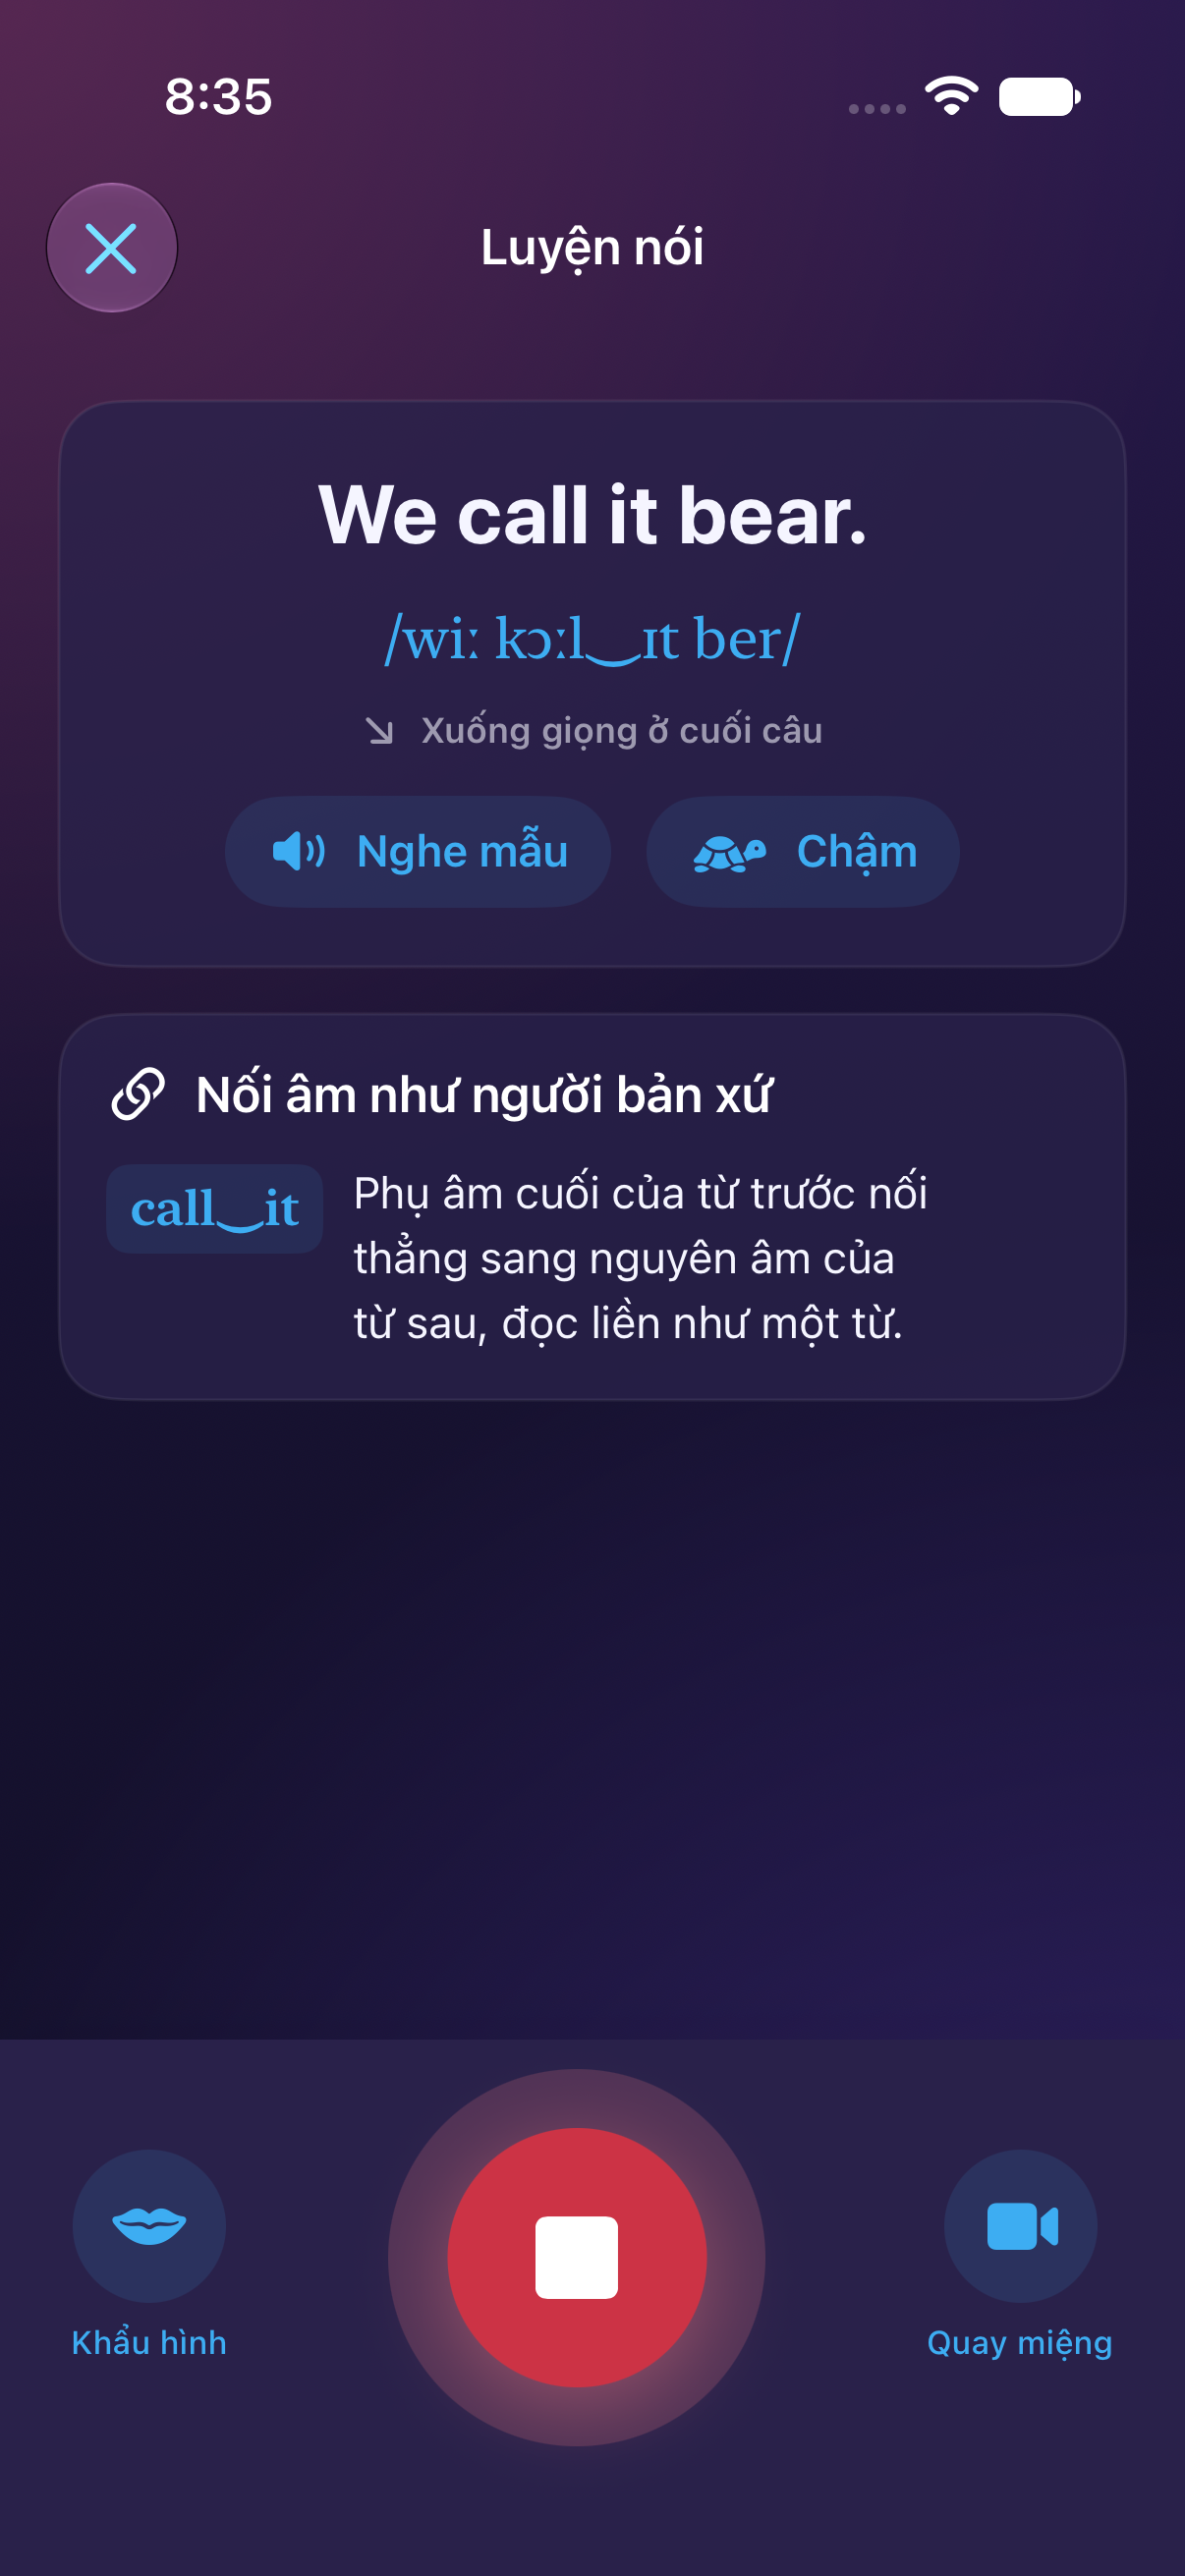 8:35
Luyện nói
We call it bear.
/wiː kɔːl‿ɪt ber/
Xuống giọng ở cuối câu
Nghe mẫu
Chậm
Nối âm như người bản xứ
call‿it
Phụ âm cuối của từ trước nối
thẳng sang nguyên âm của
từ sau, đọc liền như một từ.
Khẩu hình
Quay miệng